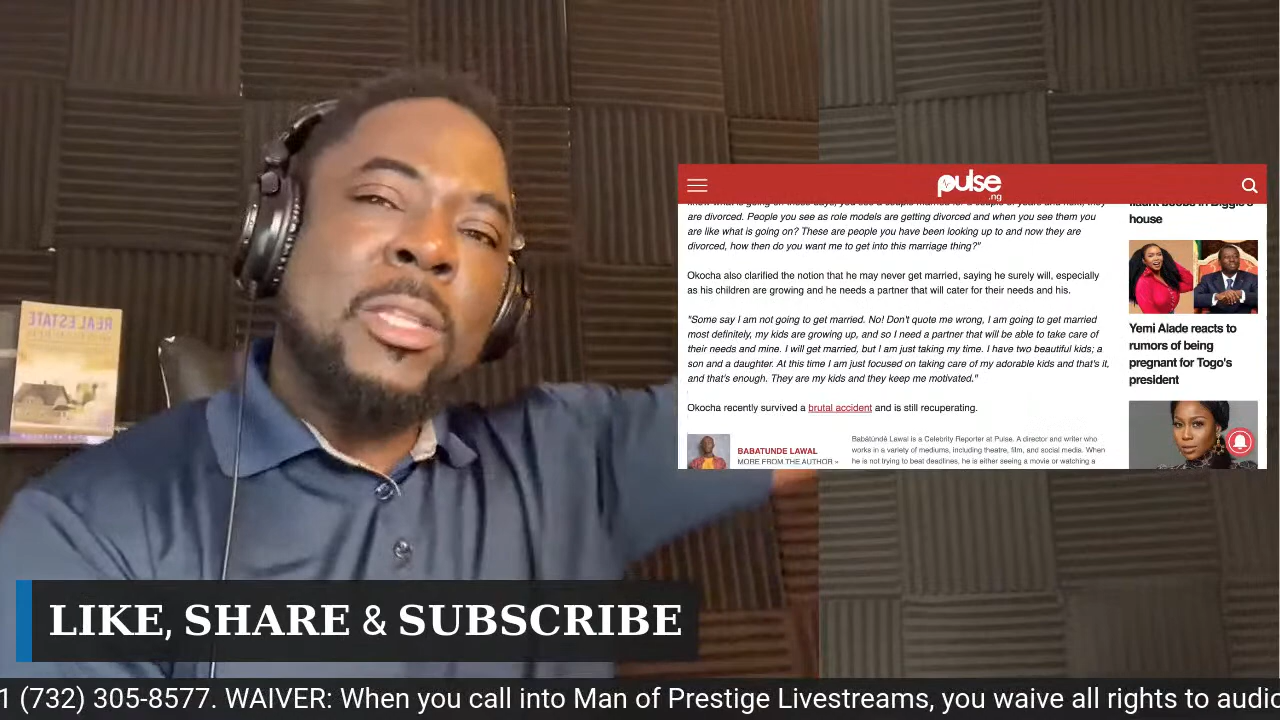 REAL ESTATE
pulse
.ng
are divorced. People you see as role models are getting divorced and when you see them you
are like what is going on? These are people you have been looking up to and now they are
divorced, how then do you want me to get into this marriage thing?"
Okocha also clarified the notion that he may never get married, saying he surely will, especially
as his children are growing and he needs a partner that will cater for their needs and his.
"Some say I am not going to get married. No! Don't quote me wrong, I am going to get married
most definitely, my kids are growing up, and so I need a partner that will be able to take care of
their needs and mine. I will get married, but I am just taking my time. I have two beautiful kids; a
son and a daughter. At this time I am just focused on taking care of my adorable kids and that's it,
and that's enough. They are my kids and they keep me motivated."
Okocha recently survived a brutal accident and is still recuperating.
BABATUNDE LAWAL
MORE FROM THE AUTHOR »
Babátúndé Lawal is a Celebrity Reporter at Pulse. A director and writer who
works in a variety of mediums, including theatre, film, and social media. When
he is not trying to beat deadlines, he is either seeing a movie or watching a
house
Yemi Alade reacts to
rumors of being
pregnant for Togo's
president
LIKE, SHARE & SUBSCRIBE
1 (732) 305-8577. WAIVER: When you call into Man of Prestige Livestreams, you waive all rights to audio